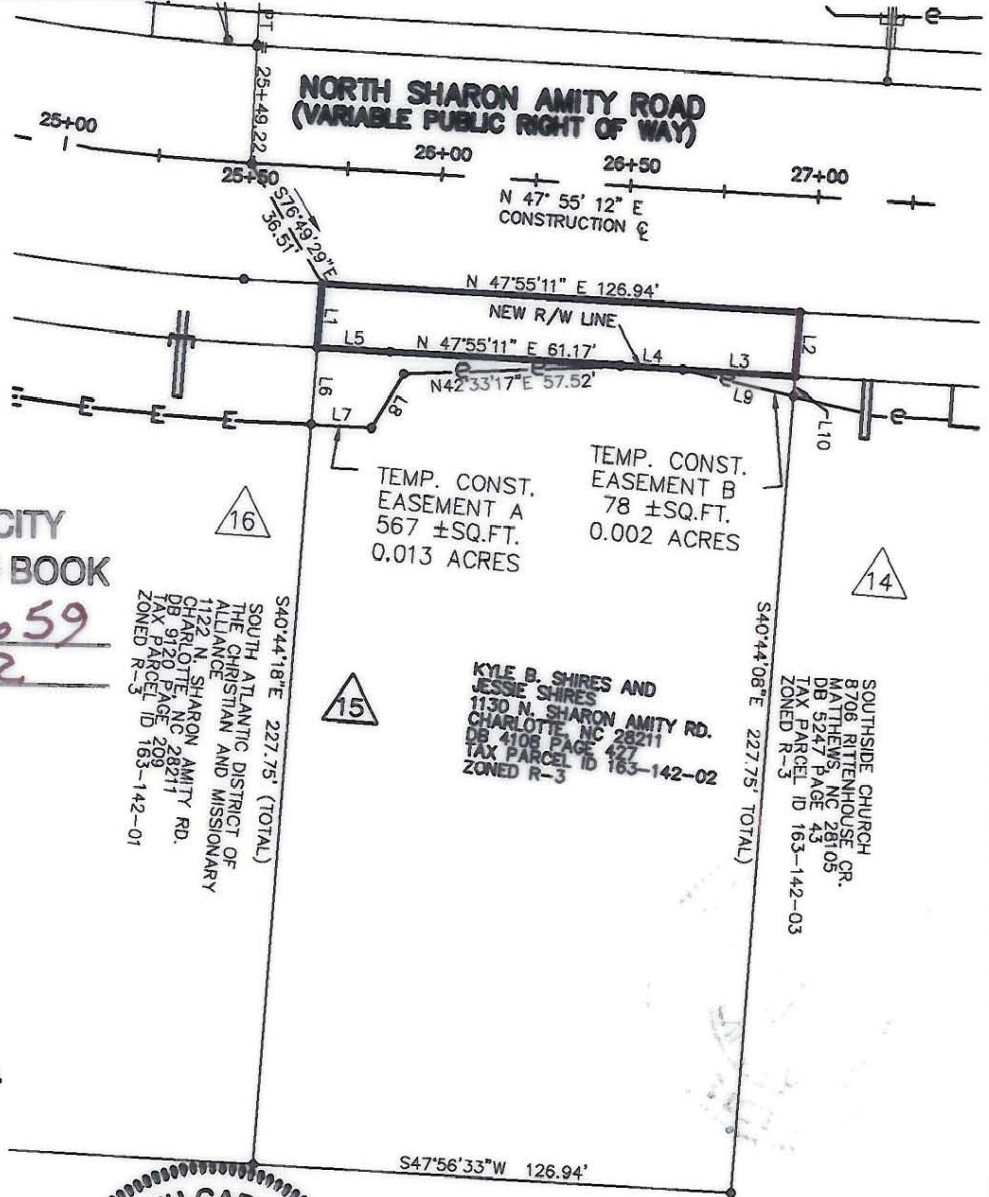 PT = 25+49.22
NORTH SHARON AMITY ROAD
(VARIABLE PUBLIC RIGHT OF WAY)
25+00
25+50
26+00
26+50
27+00
N 47° 55' 12" E
CONSTRUCTION ℄
S76°49'29"E
36.51'
N 47°55'11" E 126.94'
NEW R/W LINE
L1
L2
L5
N 47°55'11" E 61.17'
L4
L3
e
e
e
e
e
N42°33'17"E 57.52'
L9
L10
L6
L7
L8
E
E
E
E
TEMP. CONST.
EASEMENT A
567 ±SQ.FT.
0.013 ACRES
TEMP. CONST.
EASEMENT B
78 ±SQ.FT.
0.002 ACRES
16
14
15
CITY
BOOK
659
2
S40°44'18"E 227.75' (TOTAL)
SOUTH ATLANTIC DISTRICT OF
THE CHRISTIAN AND MISSIONARY
ALLIANCE
1122 N. SHARON AMITY RD.
CHARLOTTE, NC 28211
DB 9120 PAGE 209
TAX PARCEL ID 163-142-01
ZONED R-3
KYLE B. SHIRES AND
JESSIE SHIRES
1130 N. SHARON AMITY RD.
CHARLOTTE, NC 28211
DB 4106 PAGE 427
TAX PARCEL ID 163-142-02
ZONED R-3
S40°44'08"E 227.75' TOTAL)
SOUTHSIDE CHURCH
8706 RITTENHOUSE CR.
MATTHEWS, NC 28105
DB 5247 PAGE 43
TAX PARCEL ID 163-142-03
ZONED R-3
S47°56'33"W 126.94'